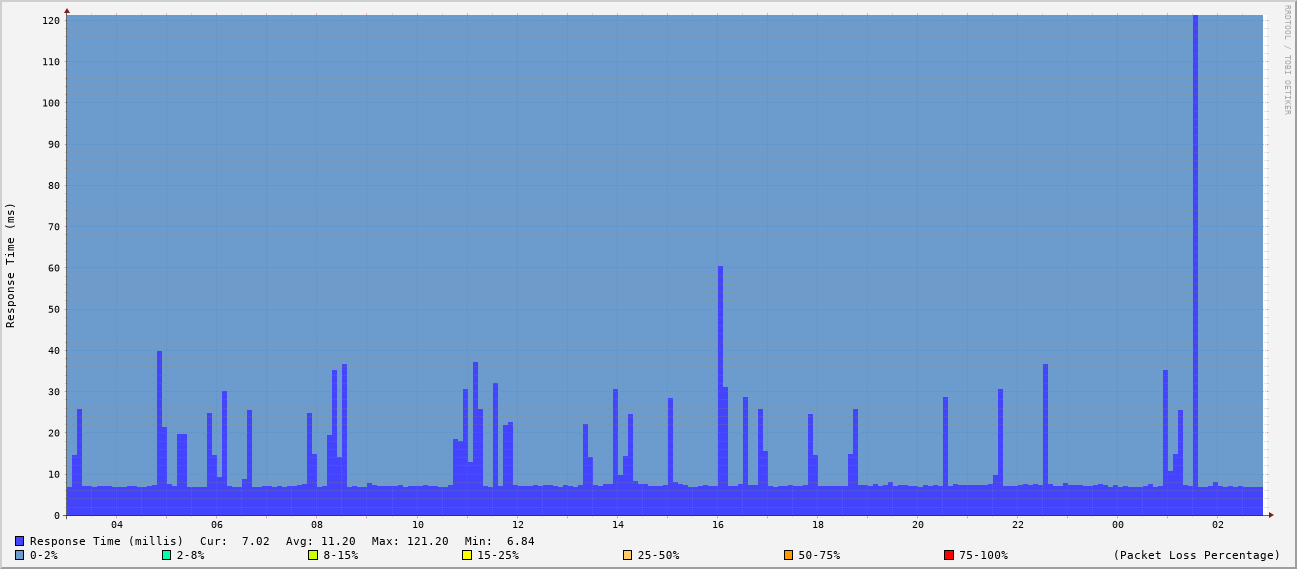 RRDTOOL / TOBI OETIKER
Response Time (ms)
120
110
100
90
80
70
60
50
40
30
20
10
0
04 06 08 10 12 14 16 18 20 22 00 02
Response Time (millis) Cur: 7.02 Avg: 11.20 Max: 121.20 Min: 6.84
0-2% 2-8% 8-15% 15-25% 25-50% 50-75% 75-100% (Packet Loss Percentage)